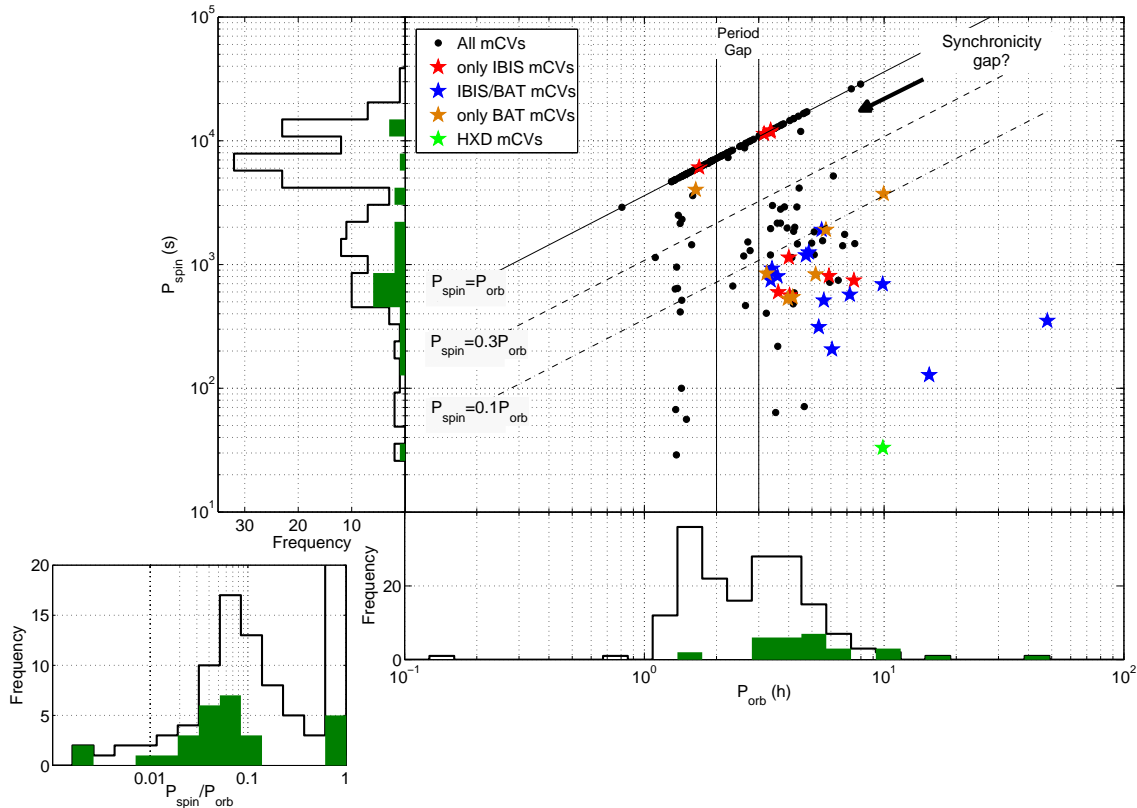 10^5
10^4
10^3
10^2
10^1
P_spin (s)
30 20 10
Frequency
All mCVs
only IBIS mCVs
IBIS/BAT mCVs
only BAT mCVs
HXD mCVs
Period
Gap
Synchronicity
gap?
P_spin=P_orb
P_spin=0.3P_orb
P_spin=0.1P_orb
20
15
10
5
0
Frequency
0.01 0.1 1
P_spin/P_orb
20
0
Frequency
10^-1 10^0 10^1 10^2
P_orb (h)